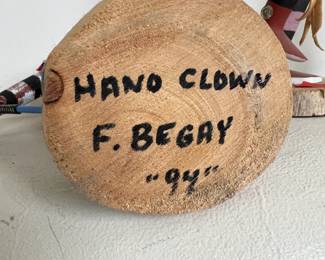 HANO CLOWN
F. BEGAY
"94"